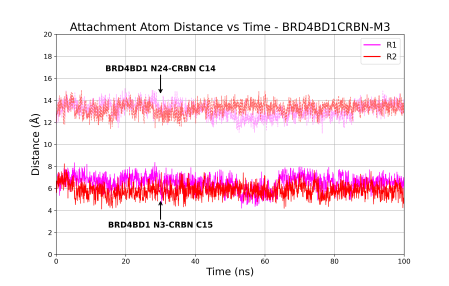 Attachment Atom Distance vs Time - BRD4BD1CRBN-M3
20
18
16
14
12
10
8
6
4
2
0
Distance (Å)
R1
R2
BRD4BD1 N24-CRBN C14
BRD4BD1 N3-CRBN C15
0 20 40 60 80 100
Time (ns)